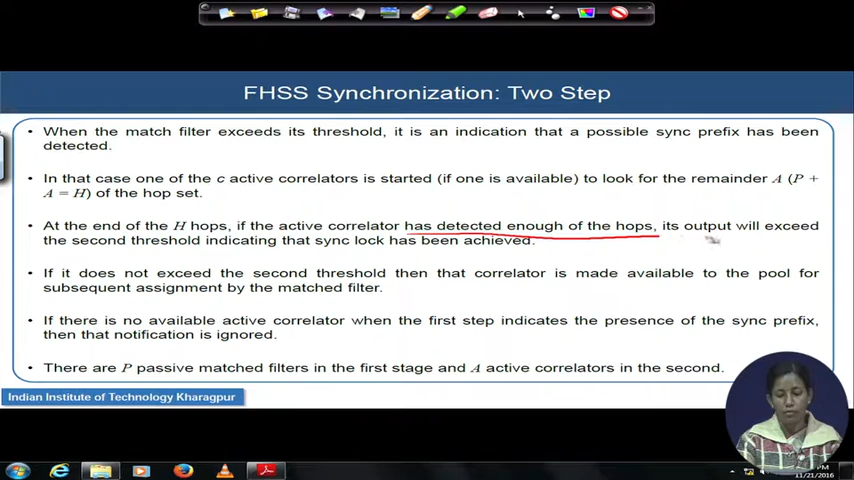 FHSS Synchronization: Two Step
• When the match filter exceeds its threshold, it is an indication that a possible sync prefix has been
detected.
• In that case one of the c active correlators is started (if one is available) to look for the remainder A (P +
A = H) of the hop set.
• At the end of the H hops, if the active correlator has detected enough of the hops, its output will exceed
the second threshold indicating that sync lock has been achieved.
• If it does not exceed the second threshold then that correlator is made available to the pool for
subsequent assignment by the matched filter.
• If there is no available active correlator when the first step indicates the presence of the sync prefix,
then that notification is ignored.
• There are P passive matched filters in the first stage and A active correlators in the second.
Indian Institute of Technology Kharagpur
PM
11/21/2016